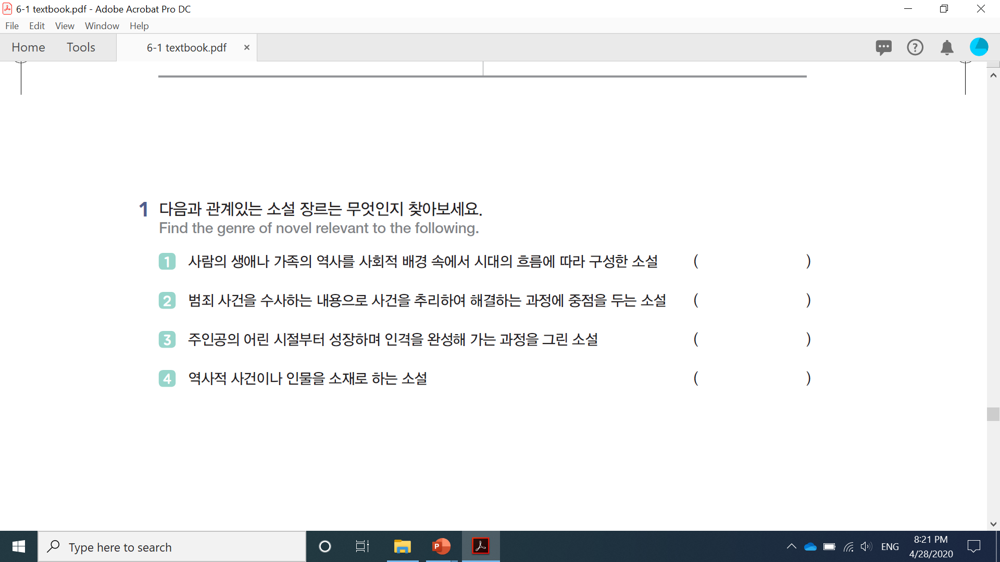 6-1 textbook.pdf - Adobe Acrobat Pro DC
File Edit View Window Help
Home Tools 6-1 textbook.pdf ×
1 다음과 관계있는 소설 장르는 무엇인지 찾아보세요.
Find the genre of novel relevant to the following.
1 사람의 생애나 가족의 역사를 사회적 배경 속에서 시대의 흐름에 따라 구성한 소설 ( )
2 범죄 사건을 수사하는 내용으로 사건을 추리하여 해결하는 과정에 중점을 두는 소설 ( )
3 주인공의 어린 시절부터 성장하며 인격을 완성해 가는 과정을 그린 소설 ( )
4 역사적 사건이나 인물을 소재로 하는 소설 ( )
Type here to search
ENG
8:21 PM
4/28/2020